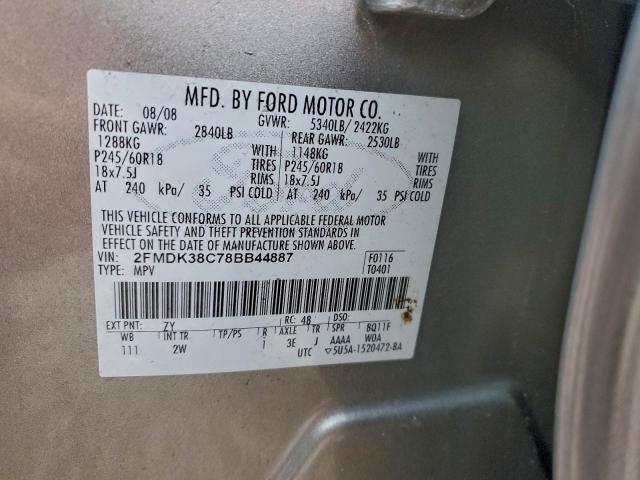 MFD. BY FORD MOTOR CO.
DATE: 08/08 GVWR: 5340LB/ 2422KG
FRONT GAWR: 2840LB REAR GAWR: 2530LB
1288KG WITH 1148KG WITH
P245/60R18 TIRES P245/60R18 TIRES
18x7.5J RIMS 18x7.5J RIMS
AT 240 kPa/ 35 PSI COLD AT 240 kPa/ 35 PSI COLD
THIS VEHICLE CONFORMS TO ALL APPLICABLE FEDERAL MOTOR
VEHICLE SAFETY AND THEFT PREVENTION STANDARDS IN
EFFECT ON THE DATE OF MANUFACTURE SHOWN ABOVE.
VIN: 2FMDK38C78BB44887 F0116
TYPE: MPV T0401
EXT PNT: ZY RC: 48 DSO:
WB INT TR TP/PS R AXLE TR SPR 8Q11F
111 2W 1 3E J AAAA W0A
UTC ▽5U5A-1520472-BA